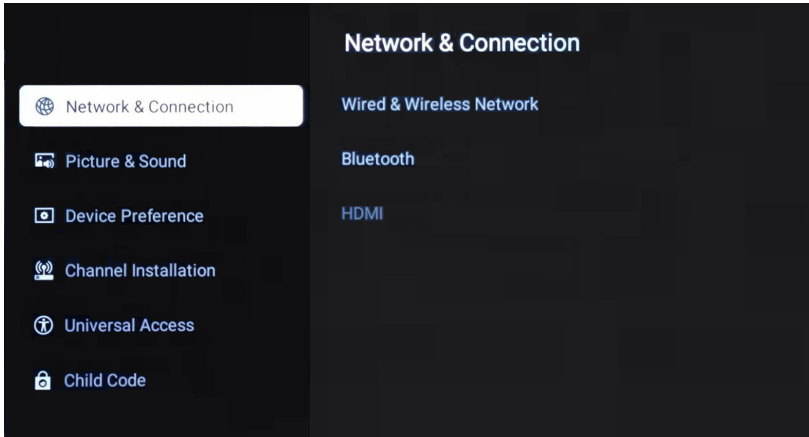 Network & Connection
Picture & Sound
Device Preference
Channel Installation
Universal Access
Child Code
Network & Connection
Wired & Wireless Network
Bluetooth
HDMI